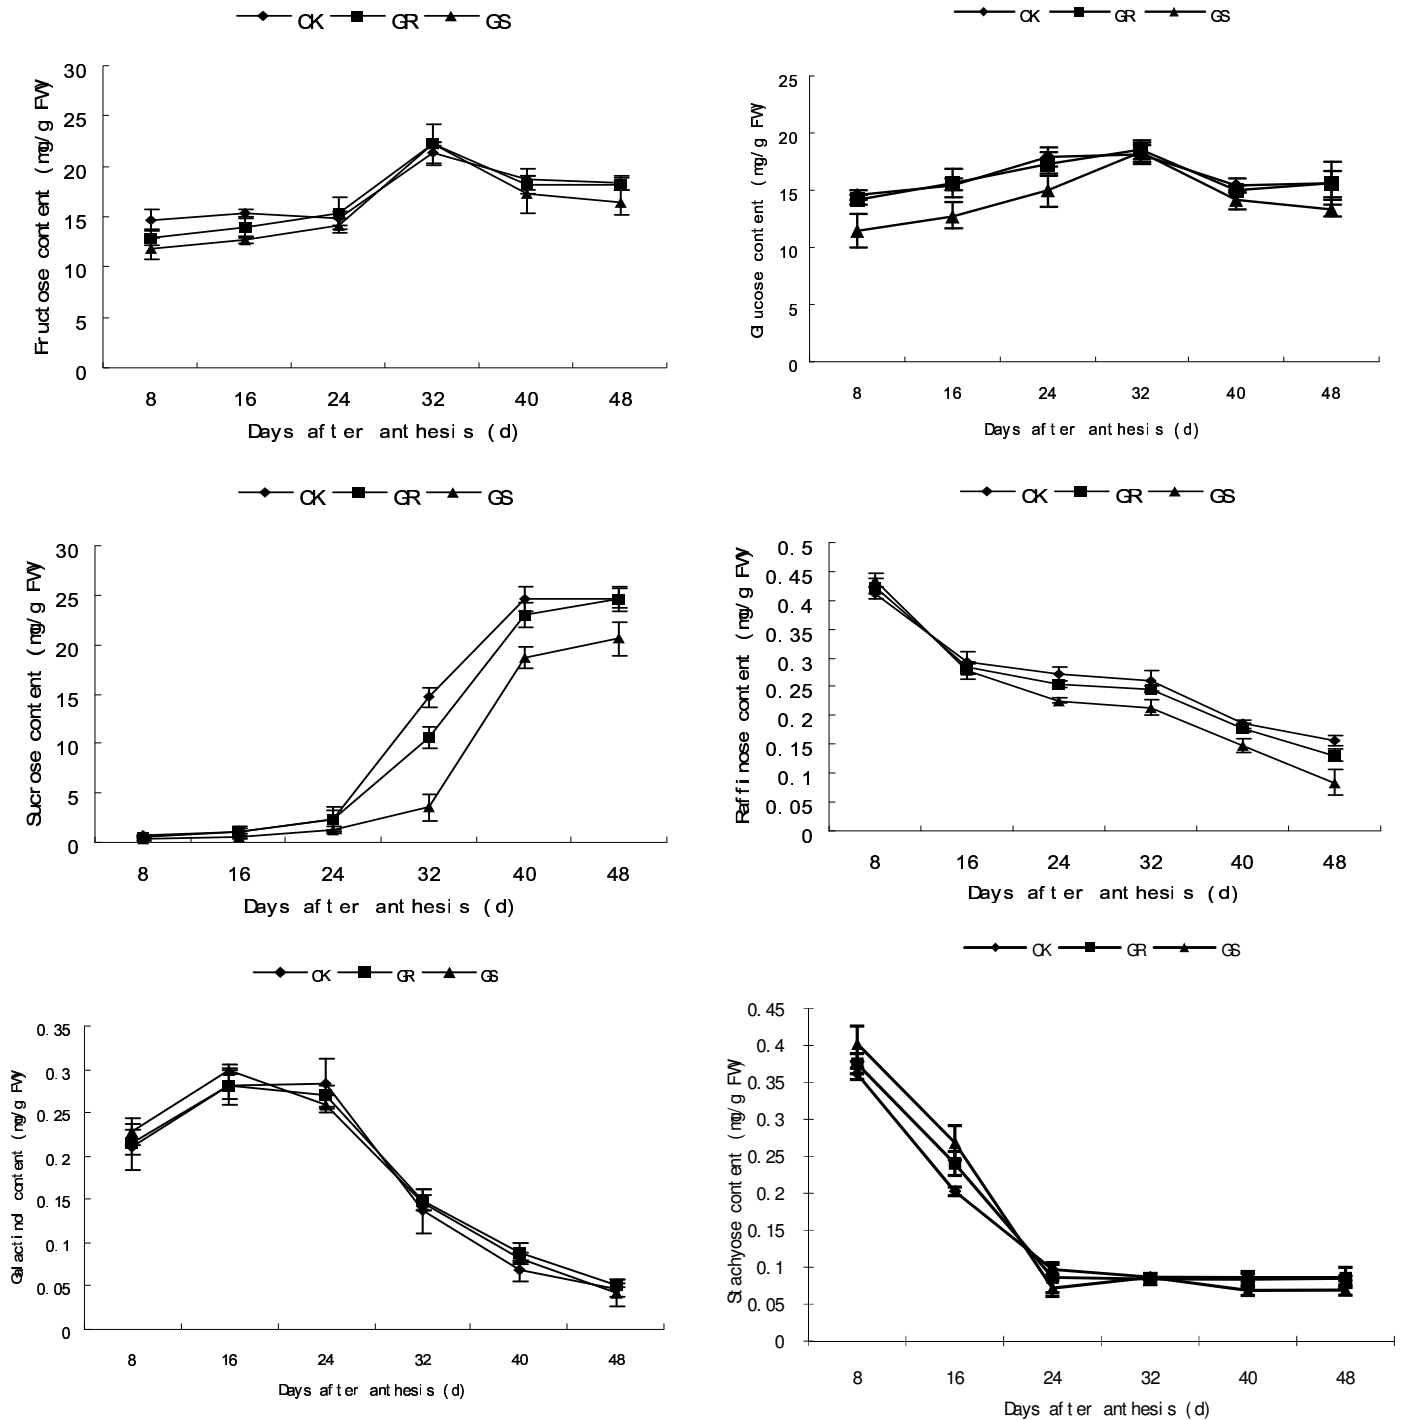 CK GR GS
Fructose content (mg/g FW)
30
25
20
15
10
5
0
8 16 24 32 40 48
Days after anthesis (d)
CK GR GS
Glucose content (mg/g FW)
25
20
15
10
5
0
8 16 24 32 40 48
Days after anthesis (d)
CK GR GS
Sucrose content (mg/g FW)
30
25
20
15
10
5
0
8 16 24 32 40 48
Days after anthesis (d)
CK GR GS
Raffinose content (mg/g FW)
0.5
0.45
0.4
0.35
0.3
0.25
0.2
0.15
0.1
0.05
0
8 16 24 32 40 48
Days after anthesis (d)
CK GR GS
Galactinol content (mg/g FW)
0.35
0.3
0.25
0.2
0.15
0.1
0.05
0
8 16 24 32 40 48
Days after anthesis (d)
CK GR GS
Stachyose content (mg/g FW)
0.45
0.4
0.35
0.3
0.25
0.2
0.15
0.1
0.05
0
8 16 24 32 40 48
Days after anthesis (d)